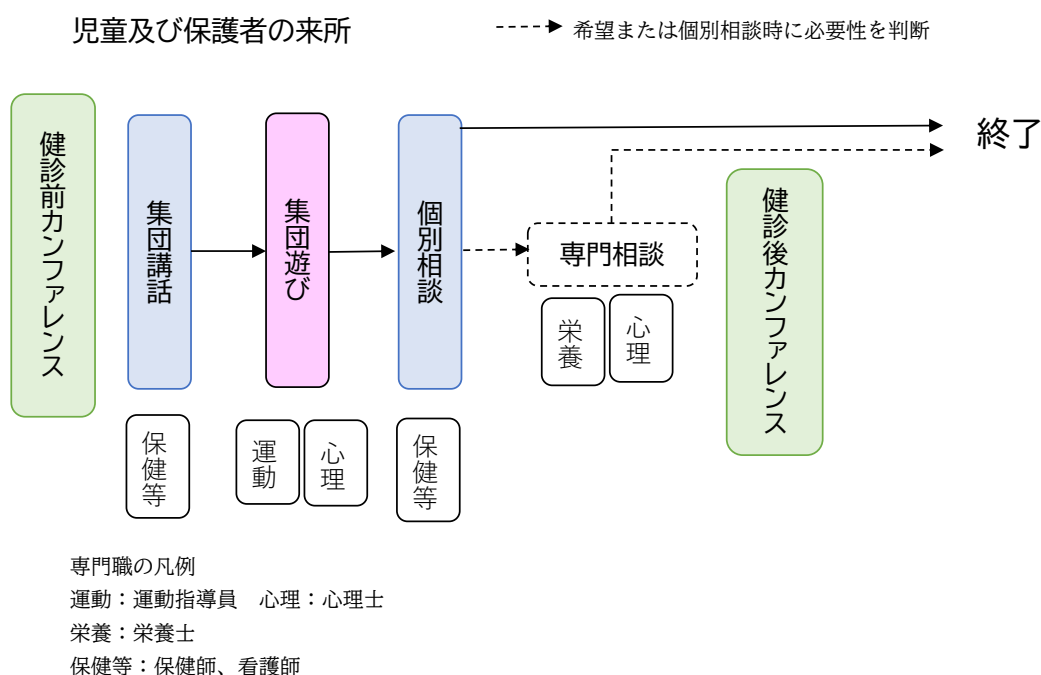 児童及び保護者の来所
希望または個別相談時に必要性を判断
健診前カンファレンス
集団講話
集団遊び
個別相談
専門相談
健診後カンファレンス
終了
栄養
心理
保健等
運動
心理
保健等
専門職の凡例
運動：運動指導員　心理：心理士
栄養：栄養士
保健等：保健師、看護師